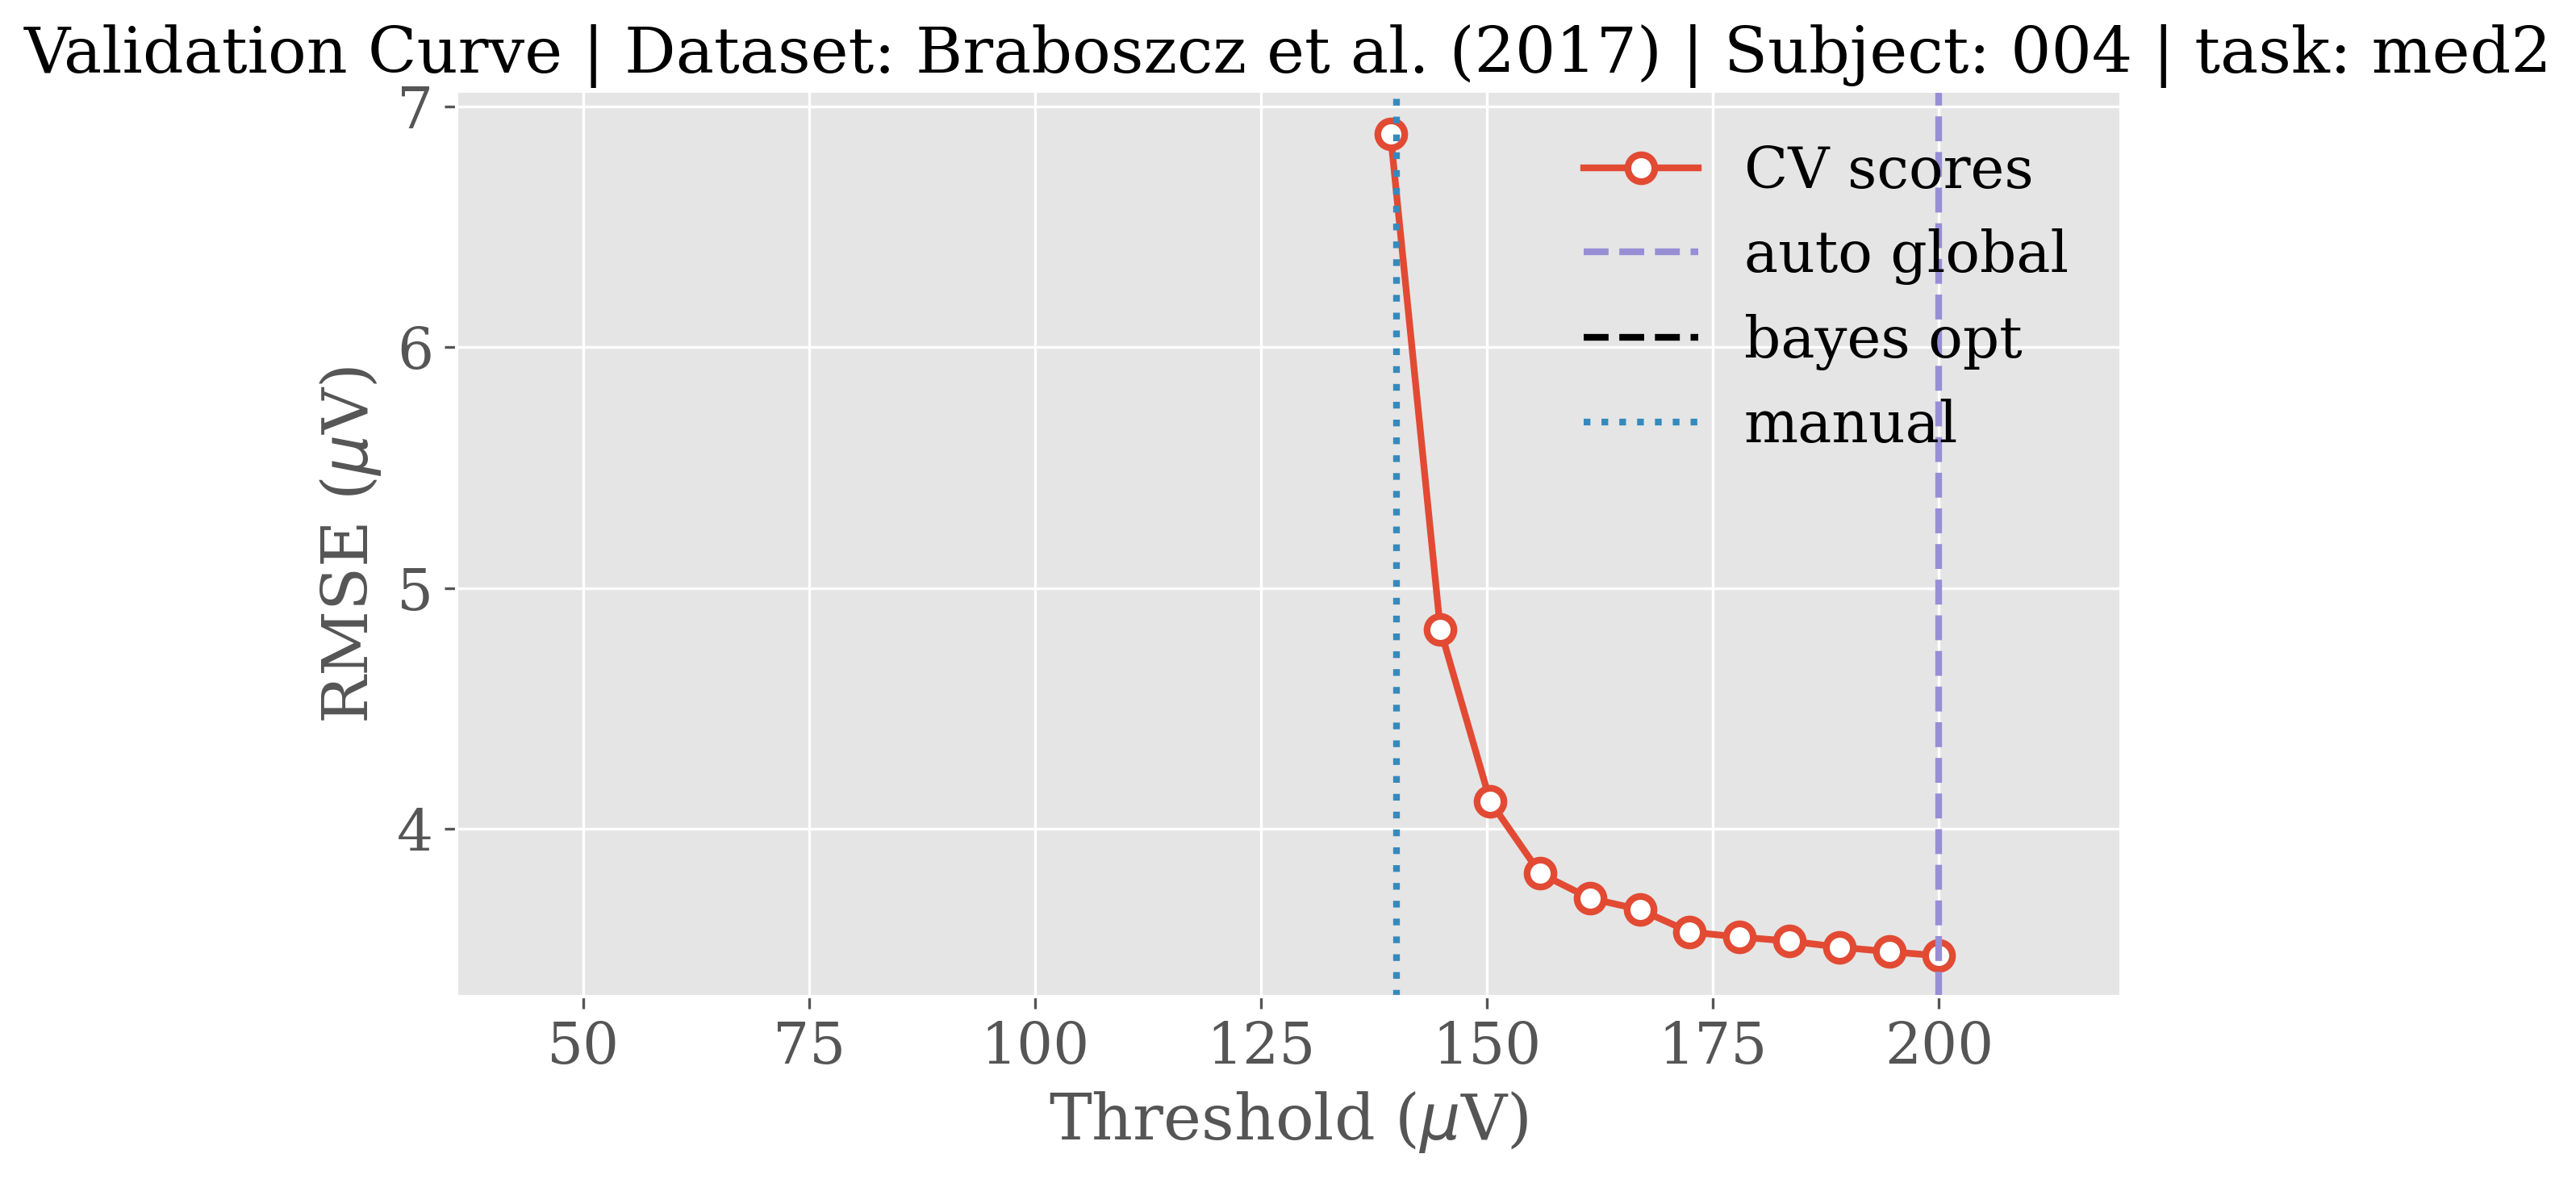 Validation Curve | Dataset: Braboszcz et al. (2017) | Subject: 004 | task: med2
7
6
5
4
RMSE (μV)
CV scores
auto global
bayes opt
manual
50 75 100 125 150 175 200
Threshold (μV)